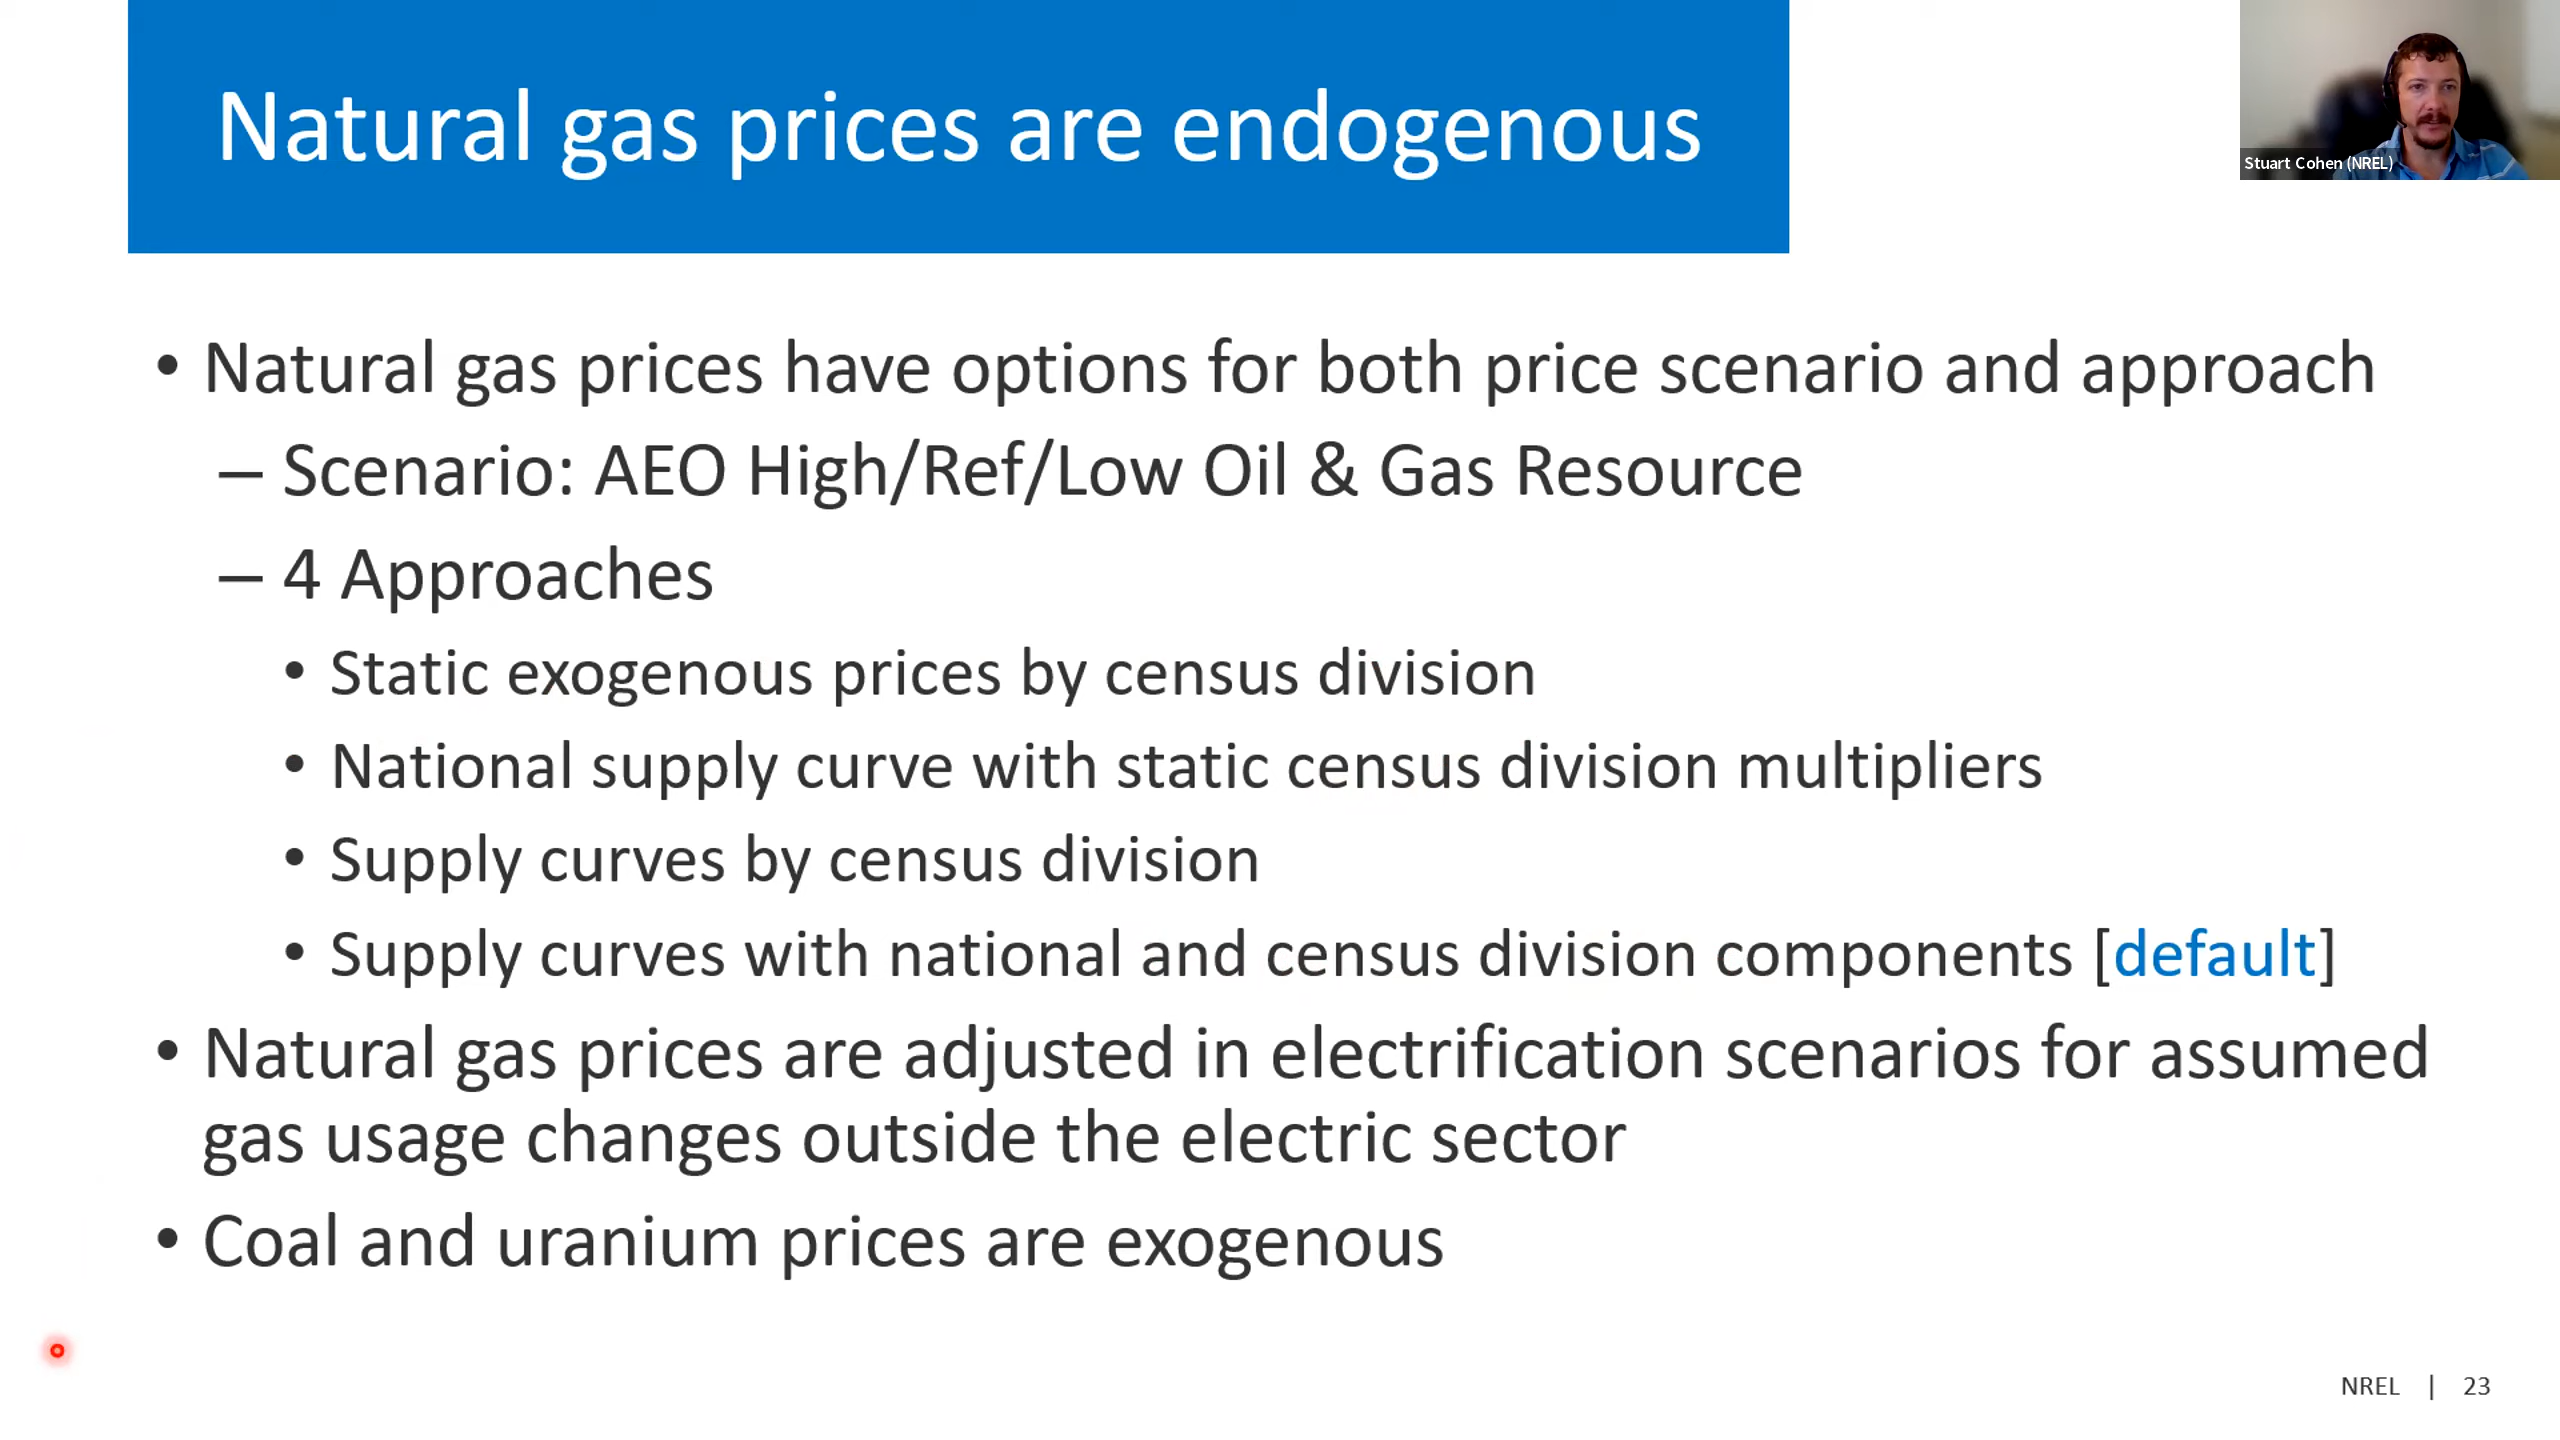 Natural gas prices are endogenous
Stuart Cohen (NREL)
• Natural gas prices have options for both price scenario and approach
– Scenario: AEO High/Ref/Low Oil & Gas Resource
– 4 Approaches
• Static exogenous prices by census division
• National supply curve with static census division multipliers
• Supply curves by census division
• Supply curves with national and census division components [default]
• Natural gas prices are adjusted in electrification scenarios for assumed
gas usage changes outside the electric sector
• Coal and uranium prices are exogenous
NREL | 23